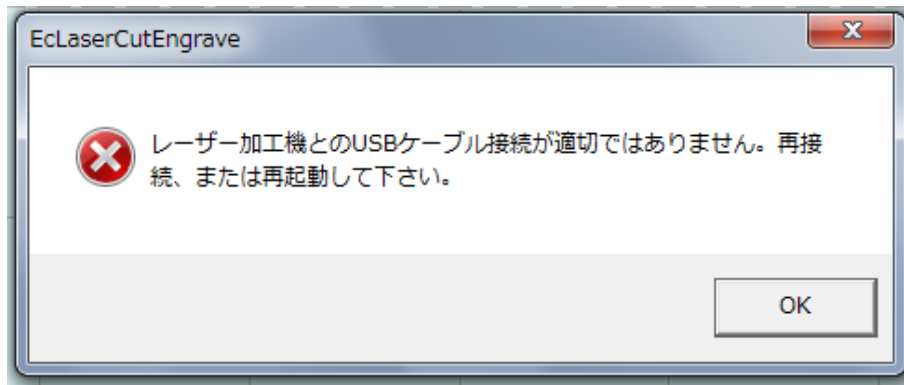 EcLaserCutEngrave
レーザー加工機とのUSBケーブル接続が適切ではありません。再接
続、または再起動して下さい。
OK